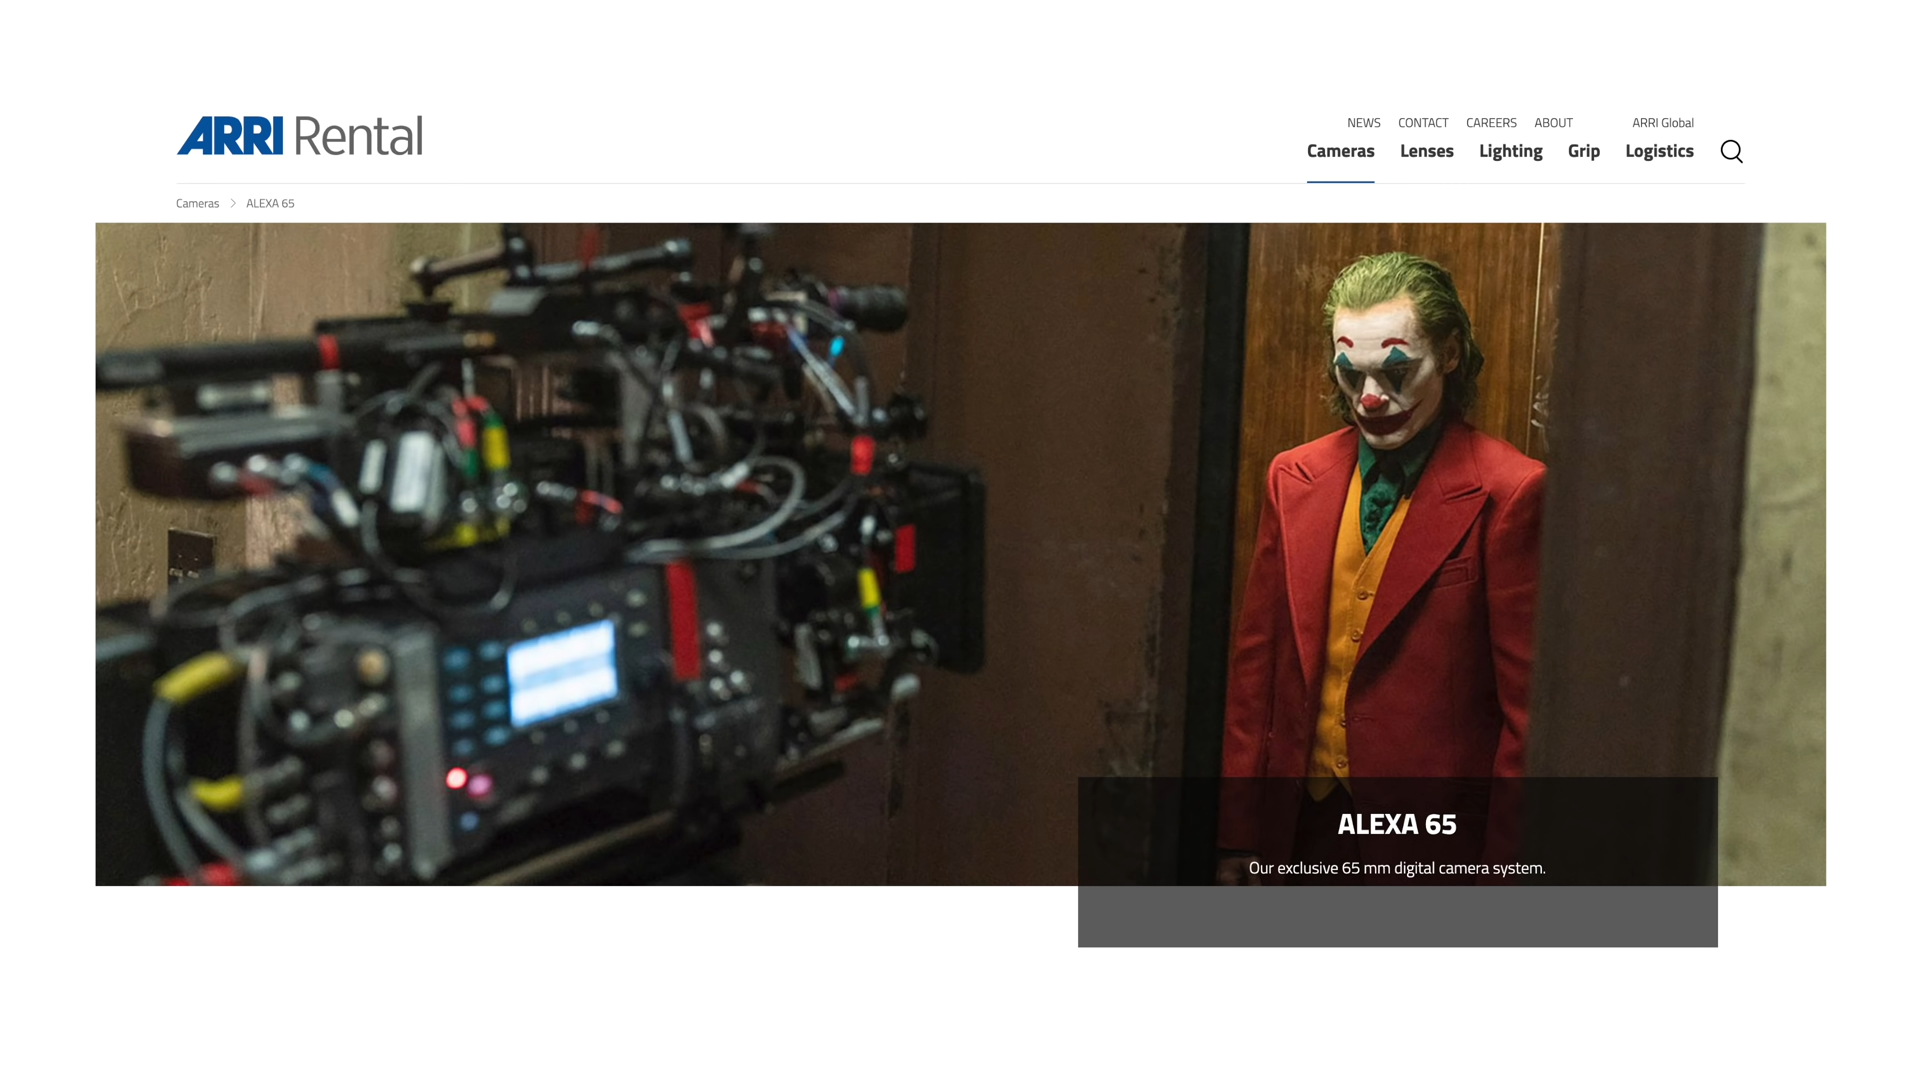 ARRI Rental
NEWS CONTACT CAREERS ABOUT ARRI Global
Cameras Lenses Lighting Grip Logistics
Cameras > ALEXA 65
ALEXA 65
Our exclusive 65 mm digital camera system.